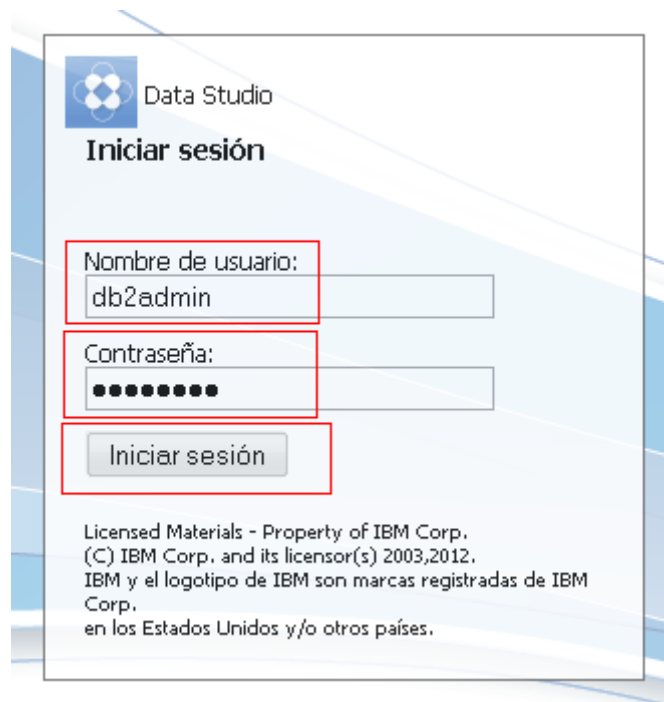 Data Studio
Iniciar sesión
Nombre de usuario:
db2admin
Contraseña:
●●●●●●●●
Iniciar sesión
Licensed Materials - Property of IBM Corp.
(C) IBM Corp. and its licensor(s) 2003,2012.
IBM y el logotipo de IBM son marcas registradas de IBM
Corp.
en los Estados Unidos y/o otros países.